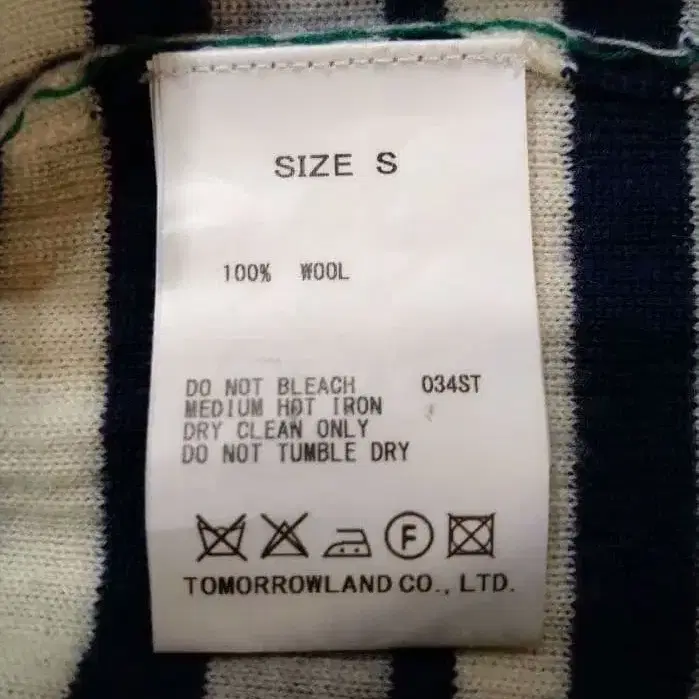 SIZE S
100% WOOL
DO NOT BLEACH 034ST
MEDIUM HOT IRON
DRY CLEAN ONLY
DO NOT TUMBLE DRY
F
TOMORROWLAND CO., LTD.